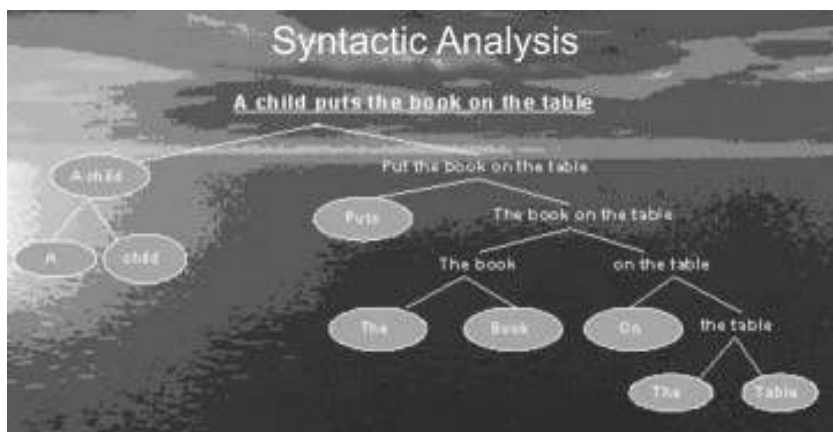 Syntactic Analysis
A child puts the book on the table
A child
Put the book on the table
Puts
The book on the table
A
child
The book
on the table
The
Book
On
the table
The
Table